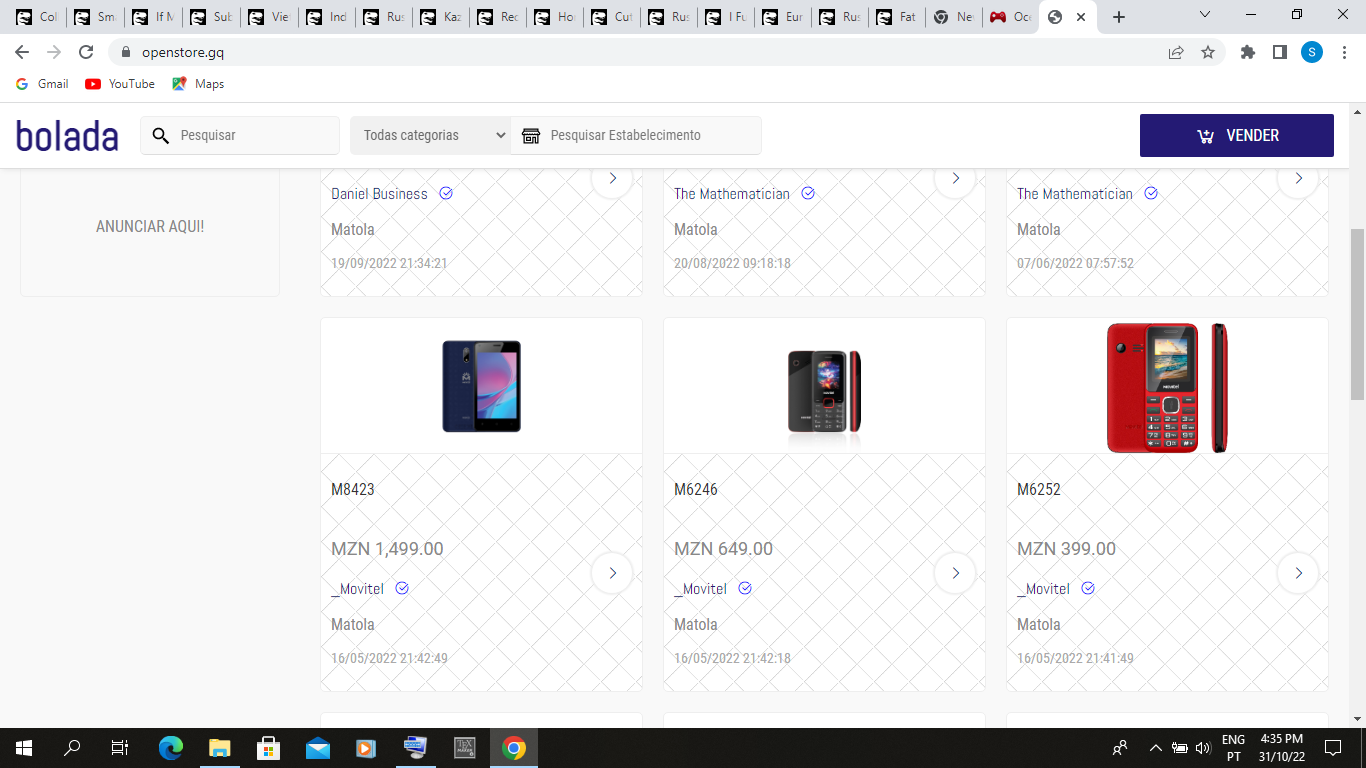 Col
Sma
If M
Sub
Vie
Ind
Rus
Kaz
Rec
Hou
Cut
Rus
I Fu
Eur
Rus
Fat
Nev
Oce
openstore.gq
S
Gmail
YouTube
Maps
bolada
Pesquisar
Todas categorias
Pesquisar Estabelecimento
VENDER
ANUNCIAR AQUI!
Daniel Business
Matola
19/09/2022 21:34:21
The Mathematician
Matola
20/08/2022 09:18:18
The Mathematician
Matola
07/06/2022 07:57:52
M8423
MZN 1,499.00
_Movitel
Matola
16/05/2022 21:42:49
M6246
MZN 649.00
_Movitel
Matola
16/05/2022 21:42:18
MOVITEL
M6252
MZN 399.00
_Movitel
Matola
16/05/2022 21:41:49
ENG
PT
4:35 PM
31/10/22